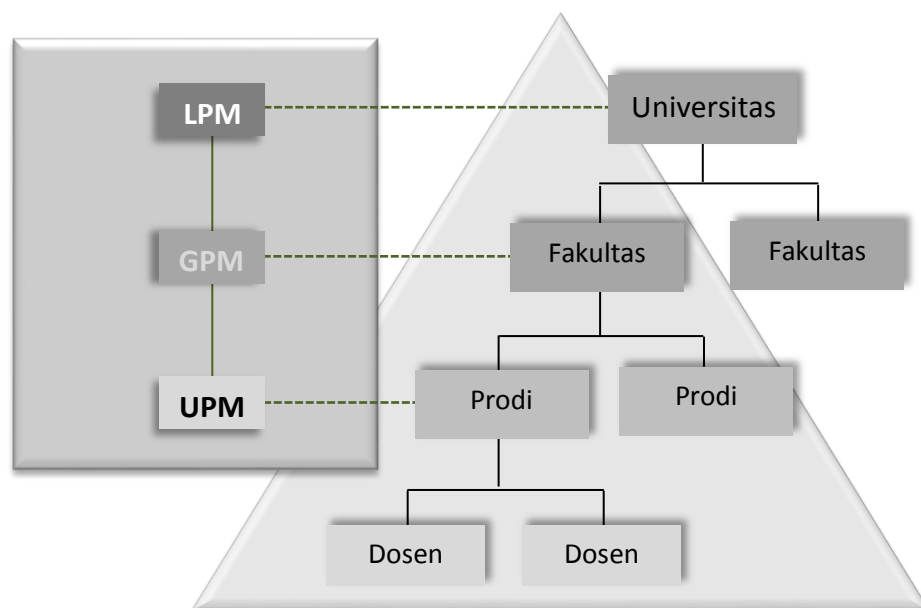 LPM
Universitas
GPM
Fakultas
Fakultas
UPM
Prodi
Prodi
Dosen
Dosen